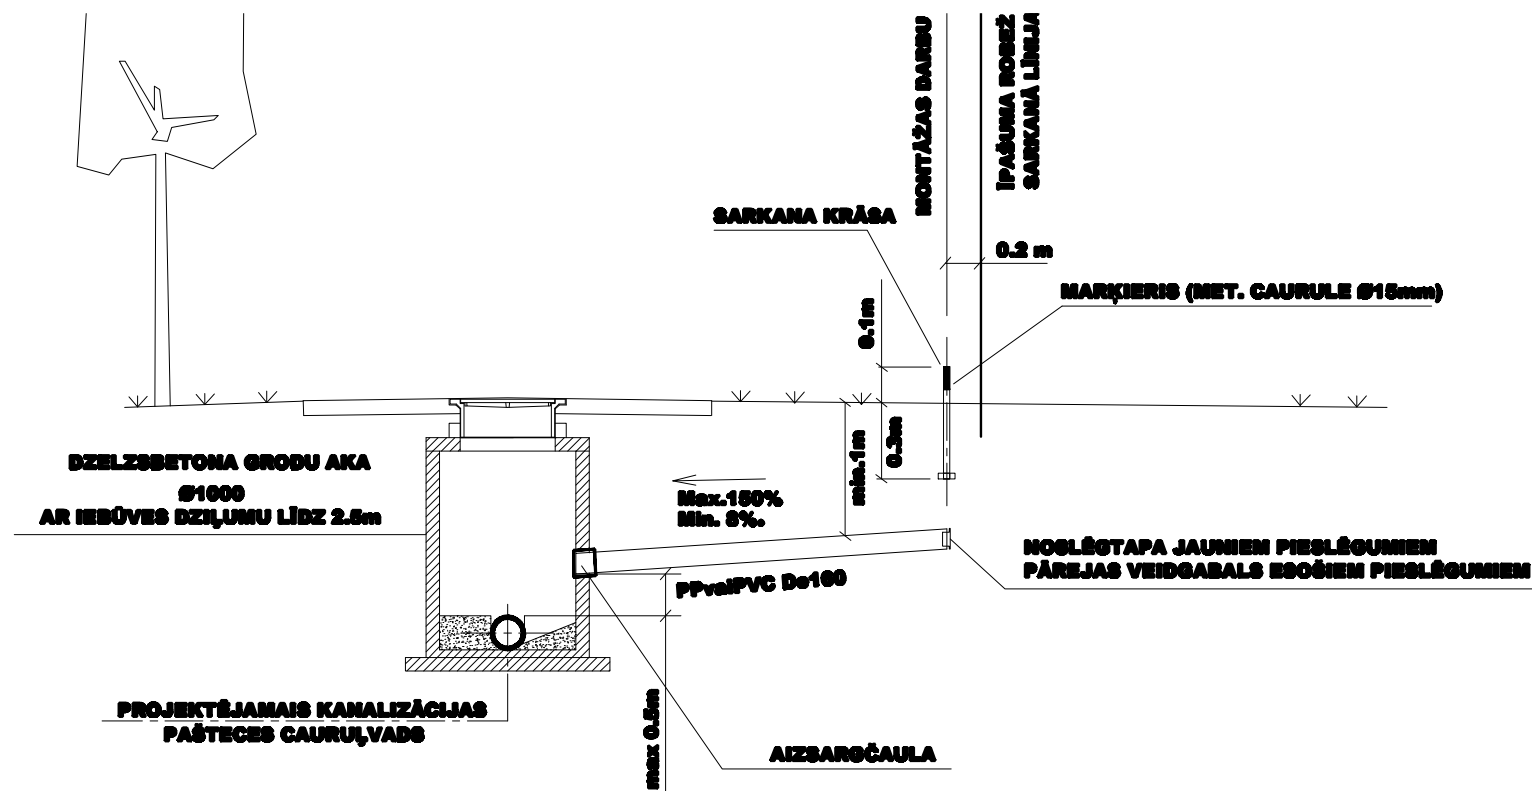 MONTĀŽAS DARBU
ĪPAŠUMA ROBEŽ
SARKANĀ LĪNIJA
SARKANA KRĀSA
0.2 m
MARĶIERIS (MET. CAURULE Ø15mm)
0.1m
0.3m
min.1m
DZELZSBETONA GRODU AKA
Ø1000
AR IEBŪVES DZIĻUMU LĪDZ 2.5m
Max.150%
Min. 8%.
NOSLĒGTAPA JAUNIEM PIESLĒGUMIEM
PĀREJAS VEIDGABALS ESOŠIEM PIESLĒGUMIEM
PPvaiPVC De160
PROJEKTĒJAMAIS KANALIZĀCIJAS
PAŠTECES CAURUĻVADS
max 0.5m
AIZSARGČAULA